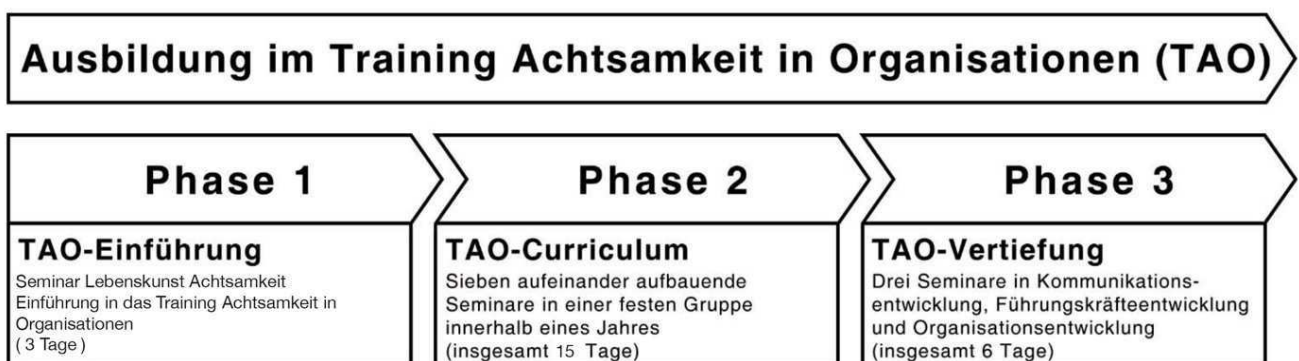 Ausbildung im Training Achtsamkeit in Organisationen (TAO)
Phase 1
TAO-Einführung
Seminar Lebenskunst Achtsamkeit
Einführung in das Training Achtsamkeit in
Organisationen
( 3 Tage )
Phase 2
TAO-Curriculum
Sieben aufeinander aufbauende
Seminare in einer festen Gruppe
innerhalb eines Jahres
(insgesamt 15 Tage)
Phase 3
TAO-Vertiefung
Drei Seminare in Kommunikations-
entwicklung, Führungskräfteentwicklung
und Organisationsentwicklung
(insgesamt 6 Tage)